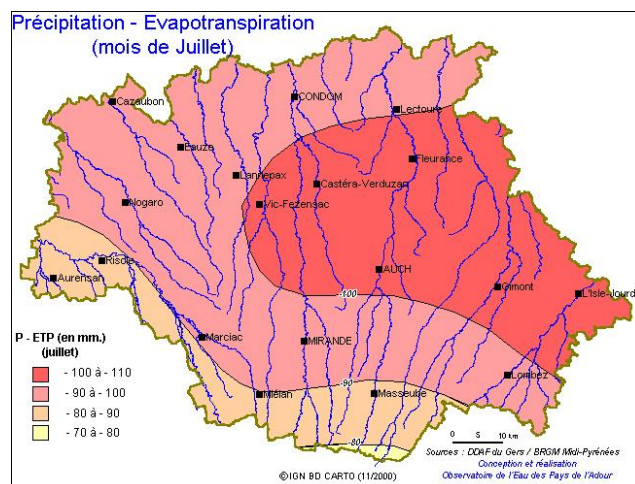 Précipitation - Evapotranspiration
(mois de Juillet)
Cazaubon
CONDOM
Lectoure
Eauze
Fleurance
Lannepax
Castéra-Verduzan
Nogaro
Vic-Fezensac
Riscle
AUCH
Aurensan
Gimont
L'Isle-Jourd
-100
P - ETP (en mm.)
(juillet)
Marciac
MIRANDE
- 100 à - 110
- 90 à - 100
- 80 à - 90
- 70 à - 80
Lombez
-90
Miélan
Masseube
-80
0 5 10 km
Sources : DDAF du Gers / BRGM Midi-Pyrénées
Conception et réalisation
Observatoire de l'Eau des Pays de l'Adour
©IGN BD CARTO (11/2000)